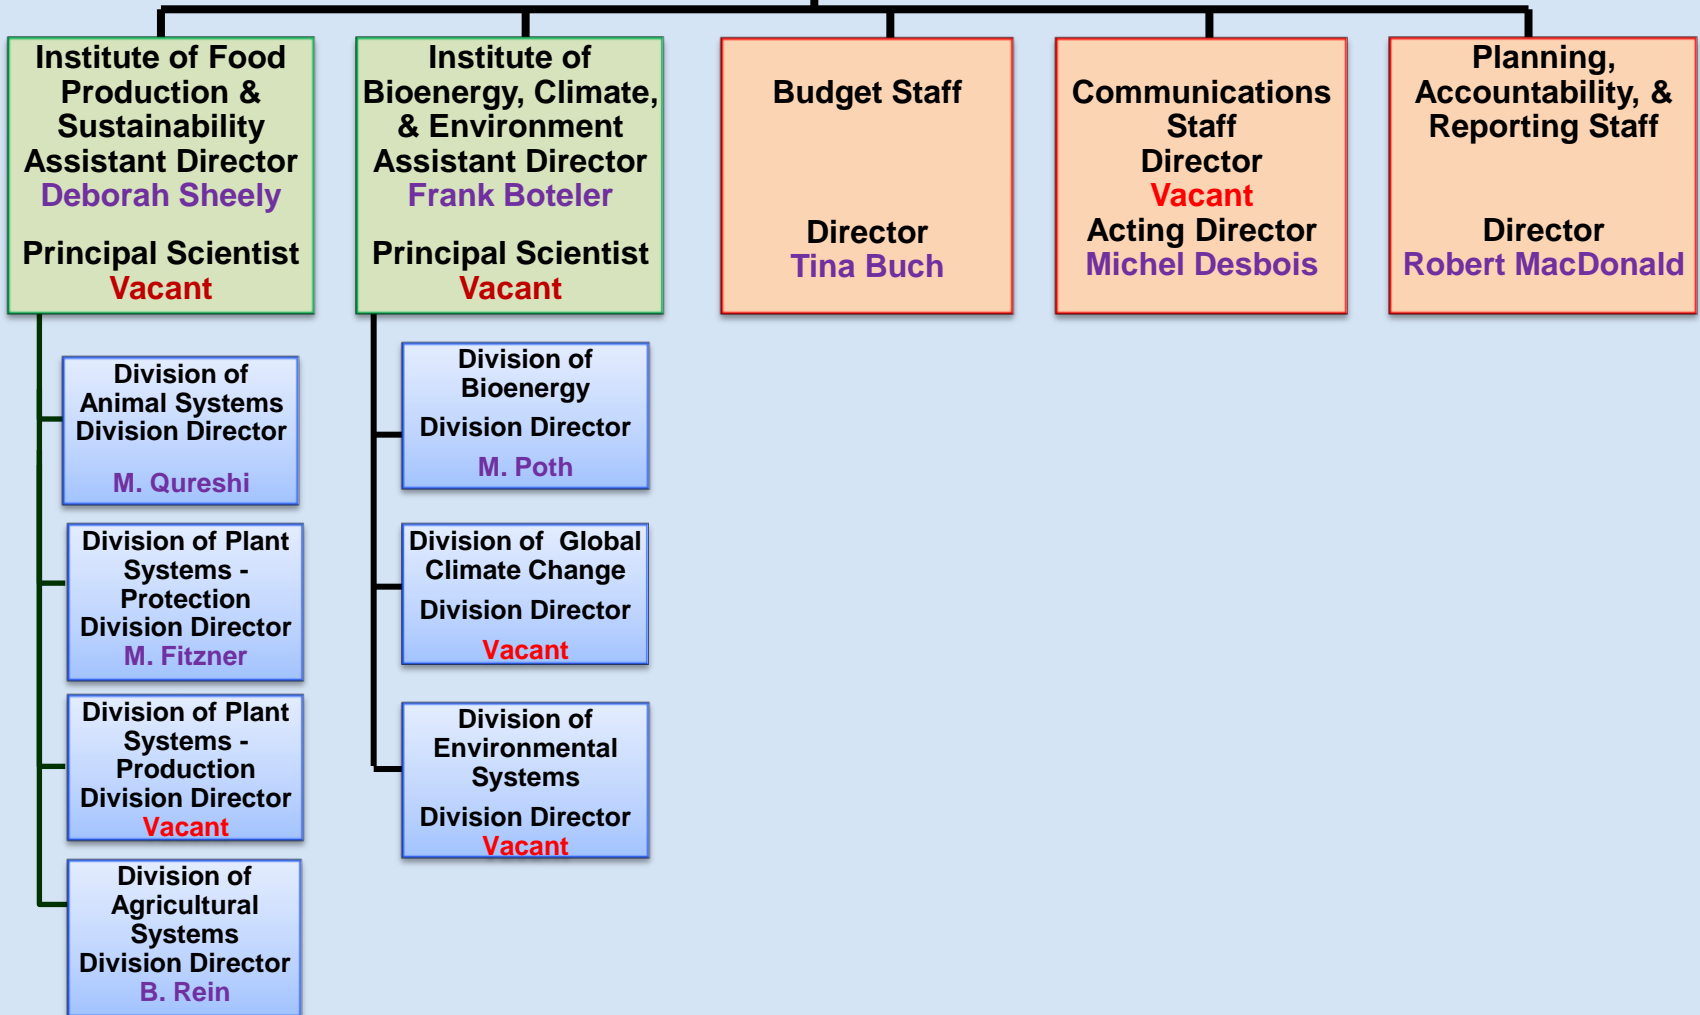 Institute of Food
Production &
Sustainability
Assistant Director
Deborah Sheely
Principal Scientist
Vacant
Institute of
Bioenergy, Climate,
& Environment
Assistant Director
Frank Boteler
Principal Scientist
Vacant
Budget Staff
Director
Tina Buch
Communications
Staff
Director
Vacant
Acting Director
Michel Desbois
Planning,
Accountability, &
Reporting Staff
Director
Robert MacDonald
Division of
Animal Systems
Division Director
M. Qureshi
Division of Plant
Systems -
Protection
Division Director
M. Fitzner
Division of Plant
Systems -
Production
Division Director
Vacant
Division of
Agricultural
Systems
Division Director
B. Rein
Division of
Bioenergy
Division Director
M. Poth
Division of  Global
Climate Change
Division Director
Vacant
Division of
Environmental
Systems
Division Director
Vacant